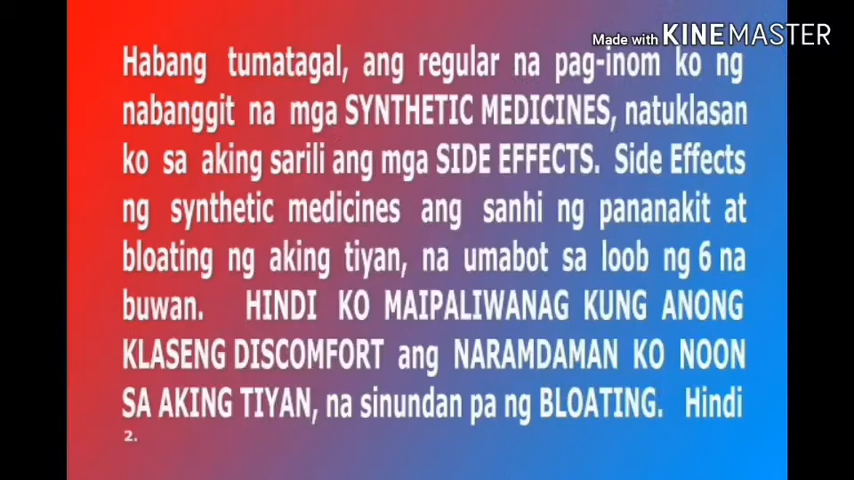 Made with KINEMASTER
Habang tumatagal, ang regular na pag-inom ko ng
nabanggit na mga SYNTHETIC MEDICINES, natuklasan
ko sa aking sarili ang mga SIDE EFFECTS. Side Effects
ng synthetic medicines ang sanhi ng pananakit at
bloating ng aking tiyan, na umabot sa loob ng 6 na
buwan. HINDI KO MAIPALIWANAG KUNG ANONG
KLASENG DISCOMFORT ang NARAMDAMAN KO NOON
SA AKING TIYAN, na sinundan pa ng BLOATING. Hindi
2.